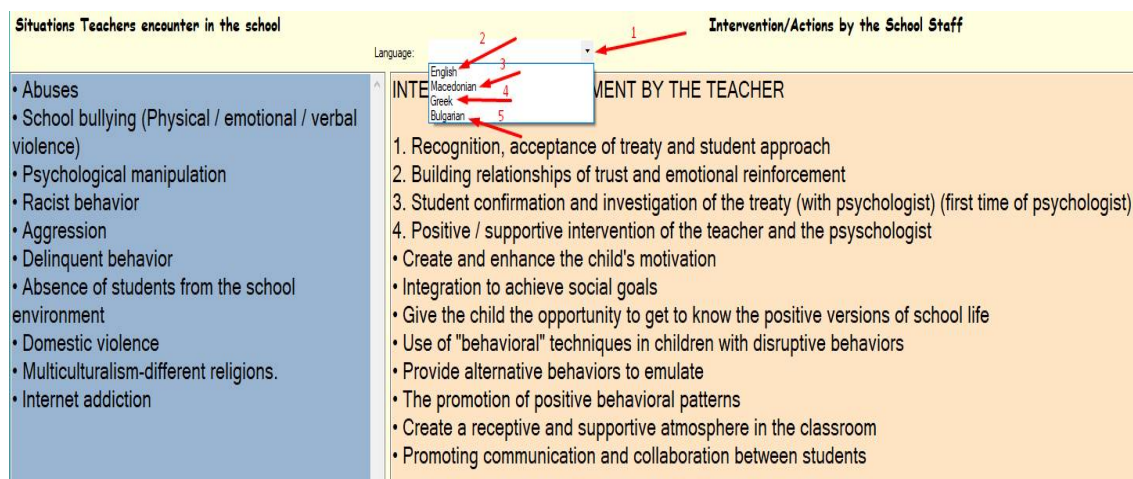 Situations Teachers encounter in the school
Intervention/Actions by the School Staff
Language:
1
2
English
3
Macedonian
4
Greek
5
Bulgarian
• Abuses
• School bullying (Physical / emotional / verbal
violence)
• Psychological manipulation
• Racist behavior
• Aggression
• Delinquent behavior
• Absence of students from the school
environment
• Domestic violence
• Multiculturalism-different religions.
• Internet addiction
BY THE TEACHER
1. Recognition, acceptance of treaty and student approach
2. Building relationships of trust and emotional reinforcement
3. Student confirmation and investigation of the treaty (with psychologist) (first time of psychologist)
4. Positive / supportive intervention of the teacher and the psyschologist
• Create and enhance the child's motivation
• Integration to achieve social goals
• Give the child the opportunity to get to know the positive versions of school life
• Use of "behavioral" techniques in children with disruptive behaviors
• Provide alternative behaviors to emulate
• The promotion of positive behavioral patterns
• Create a receptive and supportive atmosphere in the classroom
• Promoting communication and collaboration between students